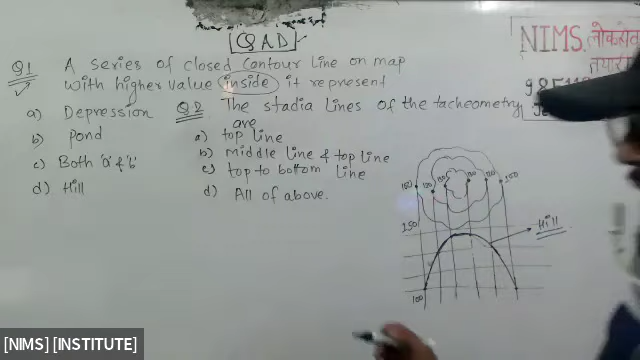 [Q A D]
Q1 A series of closed contour line on map
with higher value inside it represent
a) Depression
b) pond
c) Both 'a' & 'b'
d) Hill
Q2 The stadia lines of the tacheometry
are
a) top line
b) middle line & top line
c) top to bottom line
d) All of above.
NIMS.
Hill
250
100
[NIMS] [INSTITUTE]